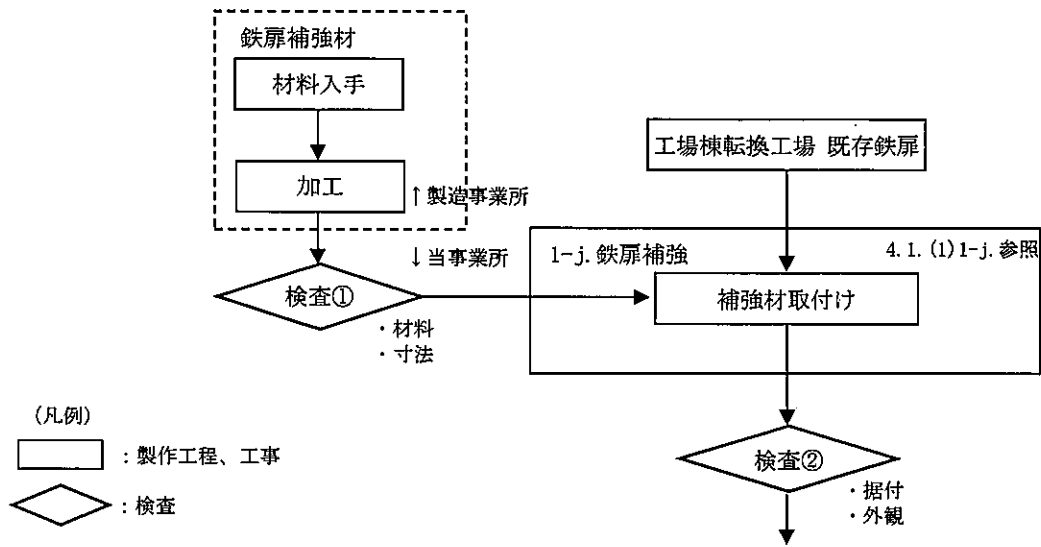 鉄扉補強材
材料入手
加工
↑製造事業所
↓当事業所
検査①
・材料
・寸法
工場棟転換工場 既存鉄扉
1-j.鉄扉補強
4.1.(1)1-j.参照
補強材取付け
検査②
・据付
・外観
(凡例)
：製作工程、工事
：検査